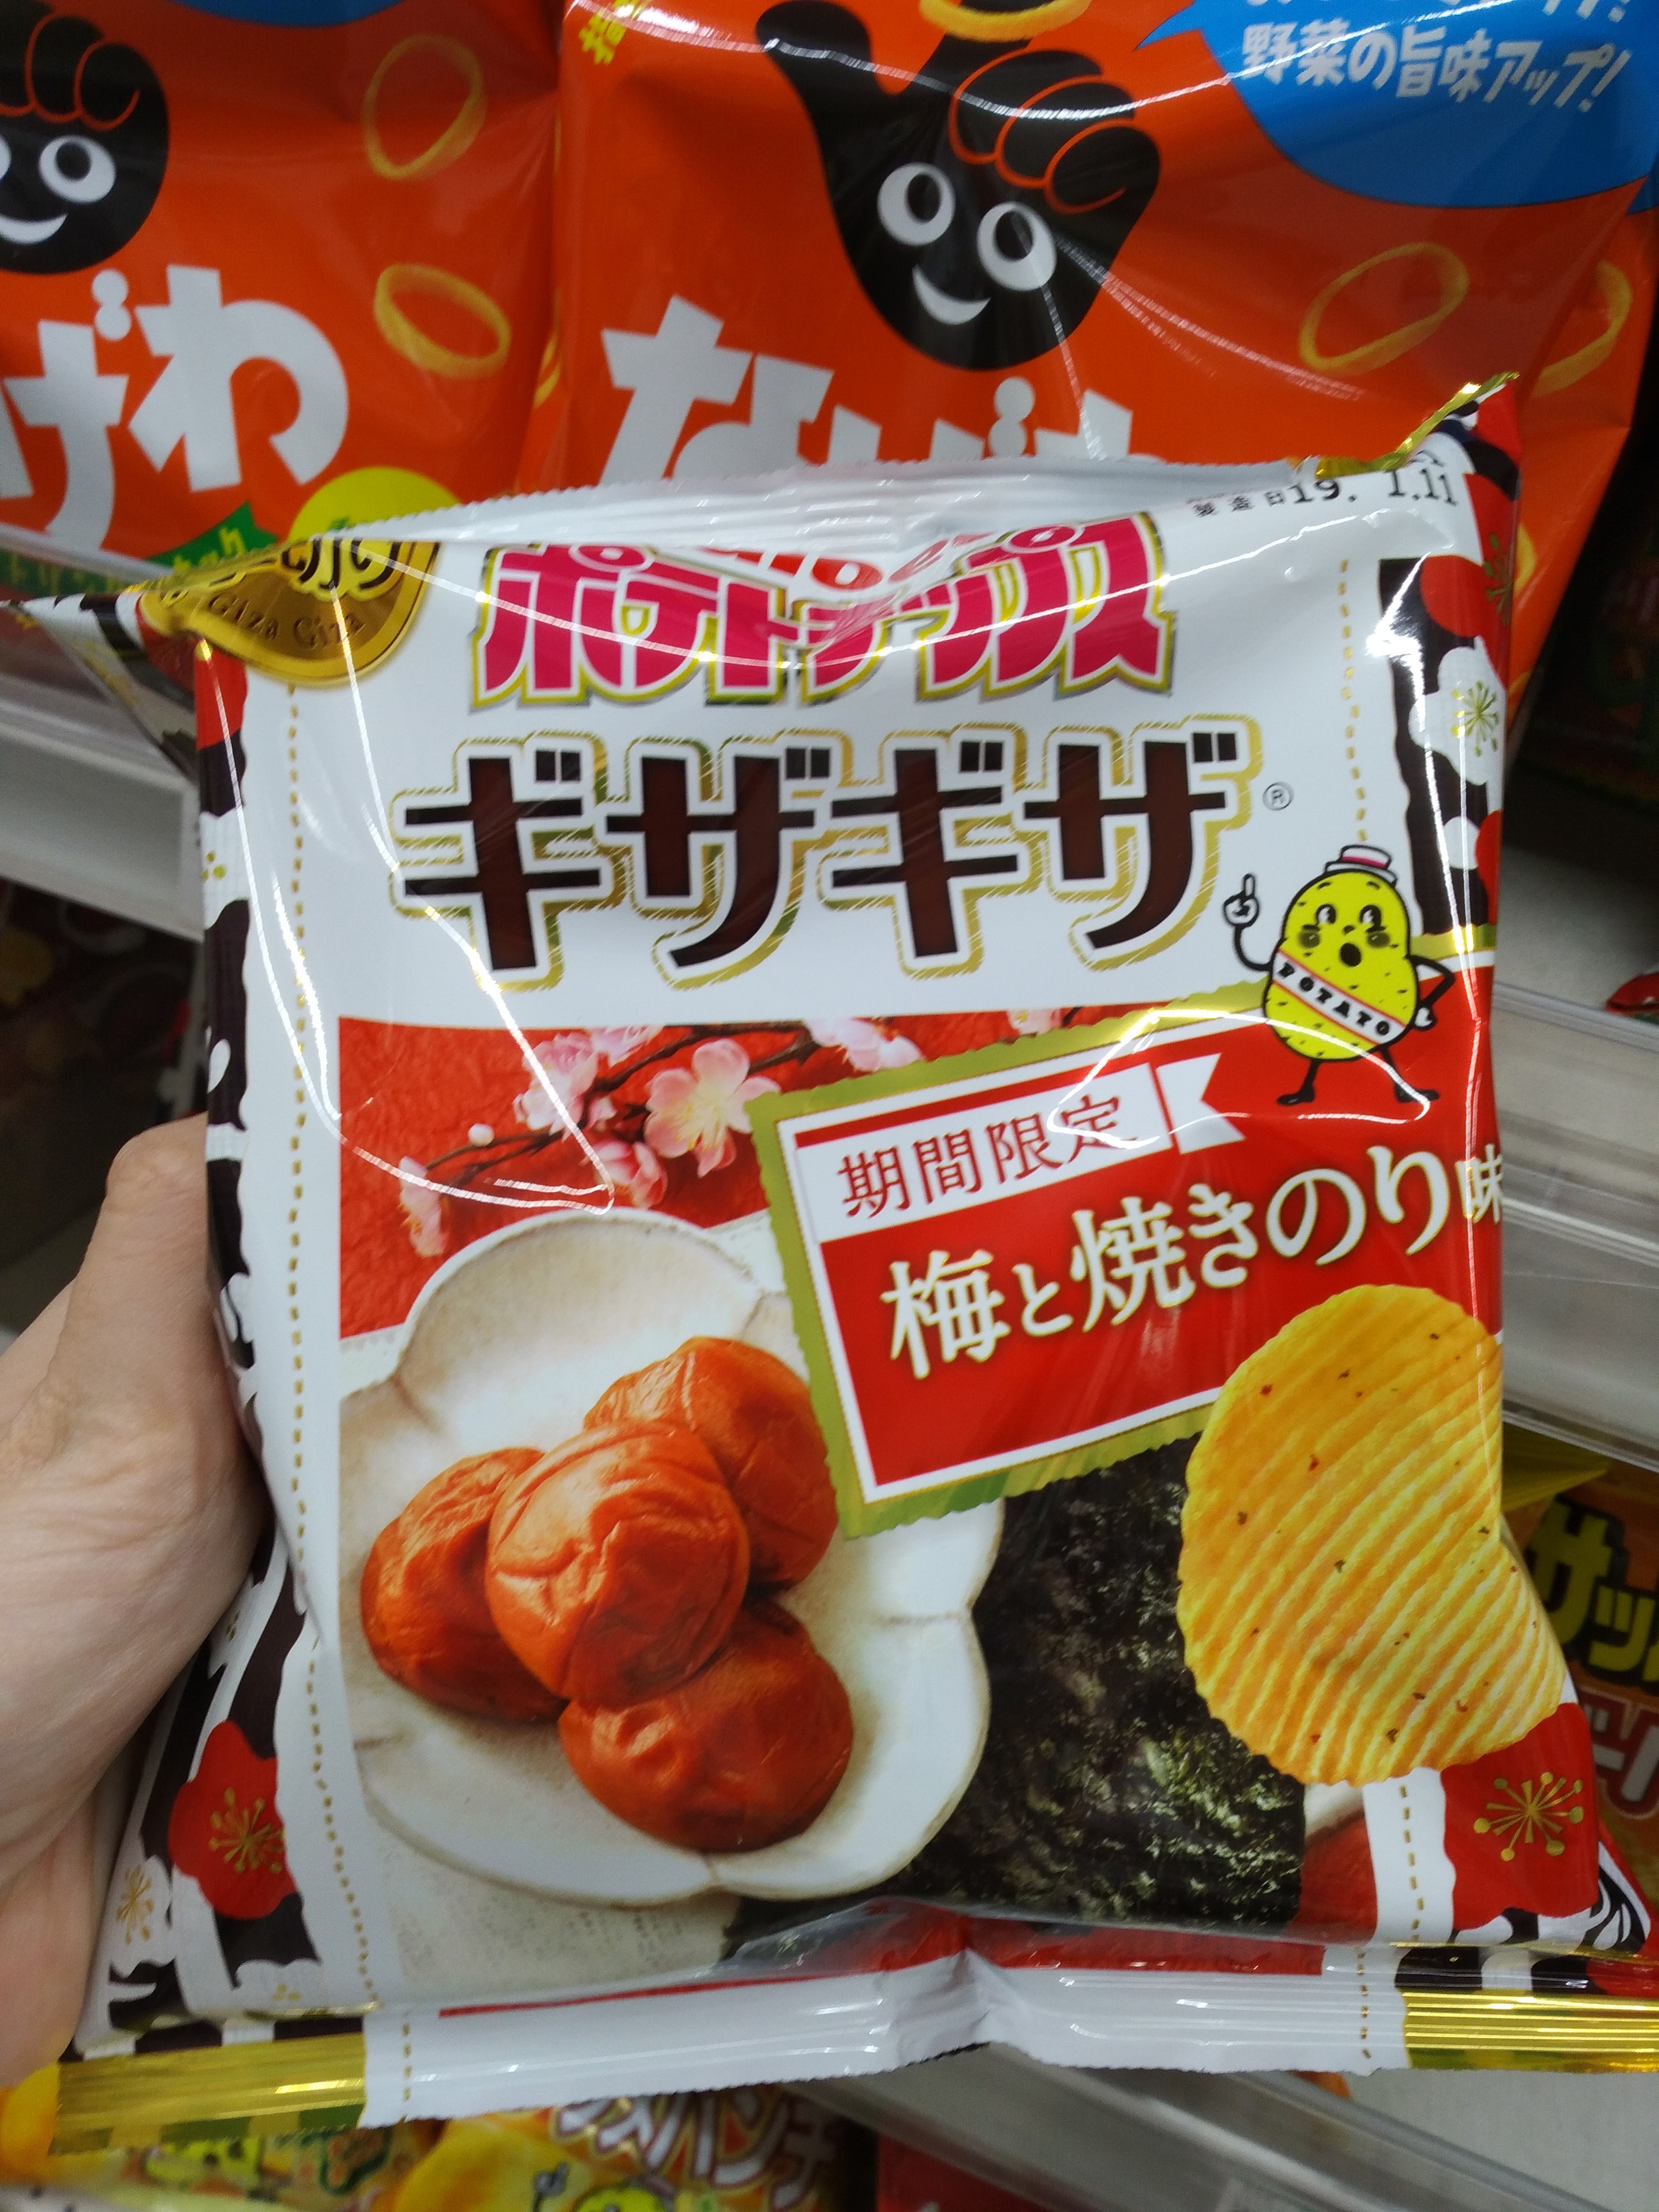 野菜の旨味アップ!
げわ
製造日19. 1.11
Giza Giza
ポテトチップス
ギザギザ®
POTATO
期間限定
梅と焼きのり味